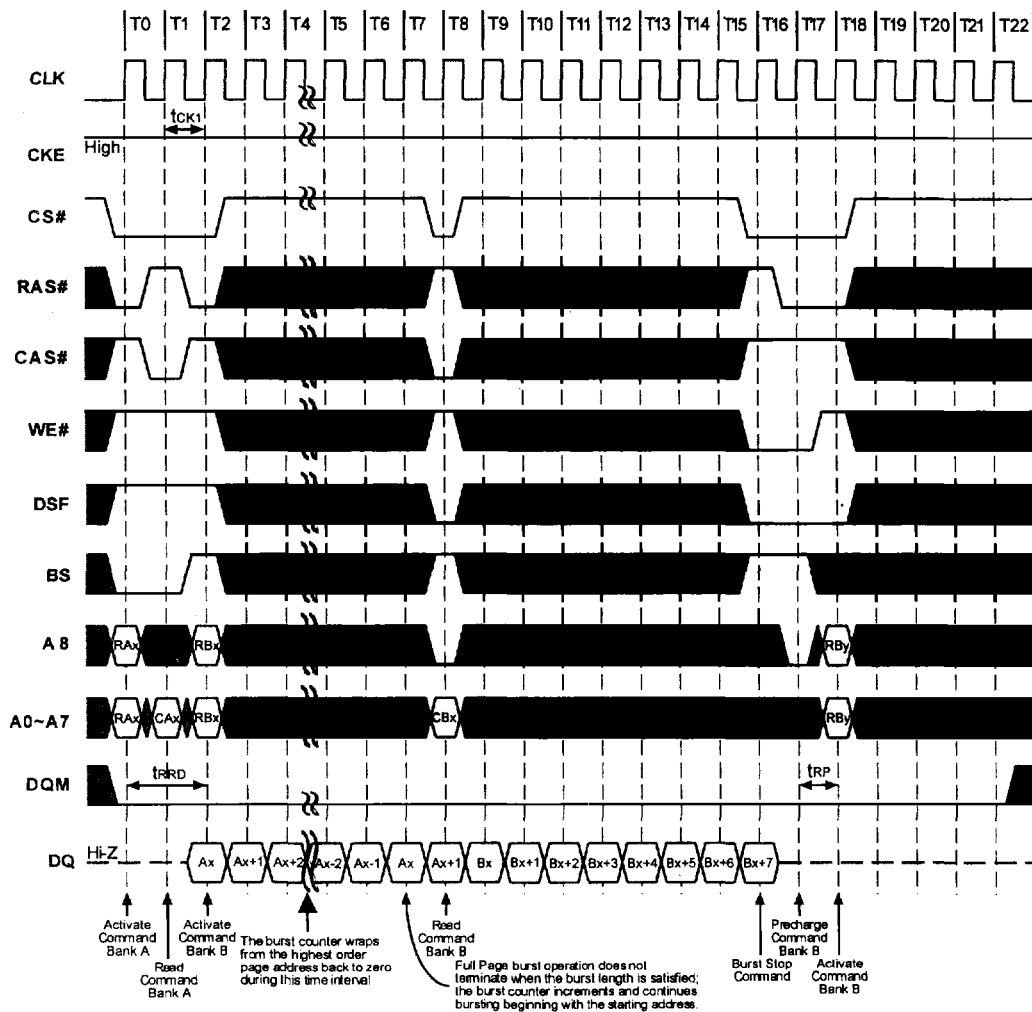 T0 T1 T2 T3 T4 T5 T6 T7 T8 T9 T10 T11 T12 T13 T14 T15 T16 T17 T18 T19 T20 T21 T22
CLK
tCK1
CKE High
CS#
RAS#
CAS#
WE#
DSF
BS
A8 RAx RBx RBy
A0~A7 RAx CAx RBx CBx RBy
DQM tRRD tRP
DQ Hi-Z Ax Ax+1 Ax+2 Ax-2 Ax-1 Ax Ax+1 Bx Bx+1 Bx+2 Bx+3 Bx+4 Bx+5 Bx+6 Bx+7
Activate
Command
Bank A
Read
Command
Bank A
Activate
Command
Bank B
The burst counter wraps
from the highest order
page address back to zero
during this time interval
Read
Command
Bank B
Full Page burst operation does not
terminate when the burst length is satisfied;
the burst counter increments and continues
bursting beginning with the starting address.
Burst Stop
Command
Precharge
Command
Bank B
Activate
Command
Bank B